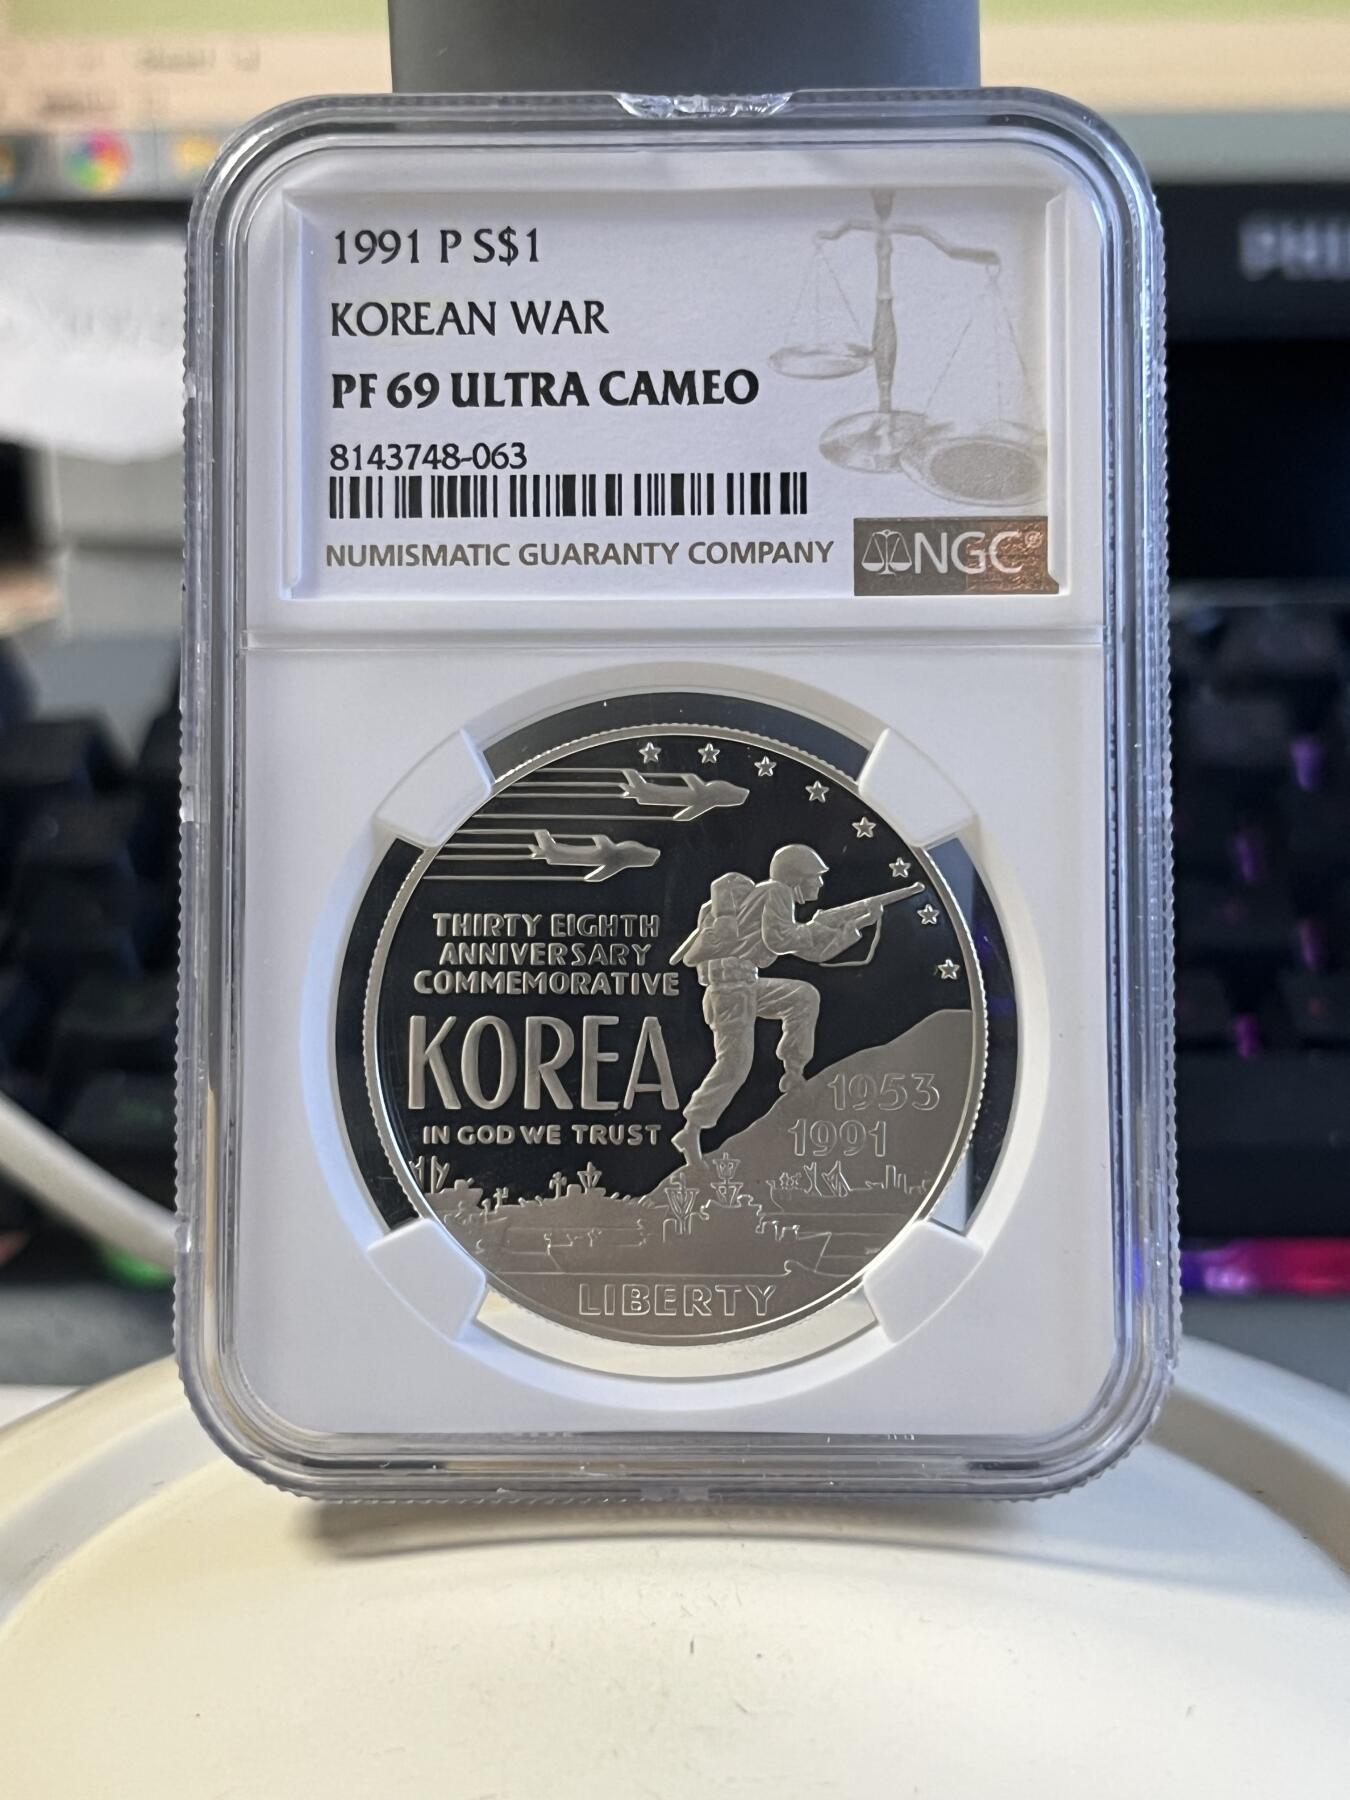 1991 P S$1
KOREAN WAR
PF 69 ULTRA CAMEO
8143748-063
NUMISMATIC GUARANTY COMPANY
NGC
THIRTY EIGHTH
ANNIVERSARY
COMMEMORATIVE
KOREA
IN GOD WE TRUST
1953
1991
LIBERTY